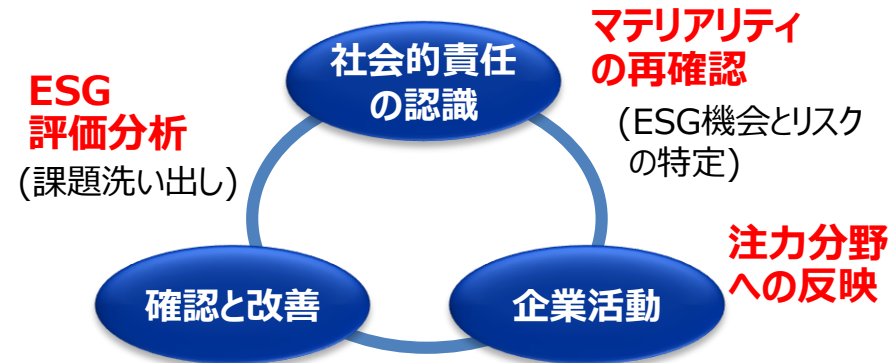 マテリアリティ
の再確認
(ESG機会とリスク
の特定)
社会的責任
の認識
ESG
評価分析
(課題洗い出し)
注力分野
への反映
確認と改善
企業活動